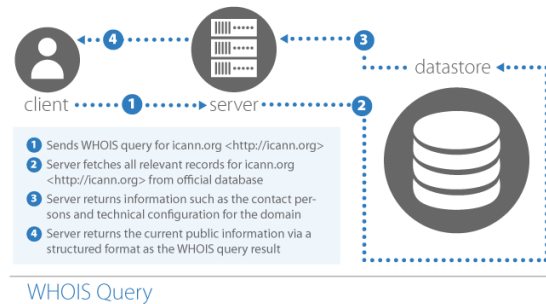 4
3
datastore
client
1
server
2
1 Sends WHOIS query for icann.org <http://icann.org>
2 Server fetches all relevant records for icann.org
<http://icann.org> from official database
3 Server returns information such as the contact per-
sons and technical configuration for the domain
4 Server returns the current public information via a
structured format as the WHOIS query result
WHOIS Query